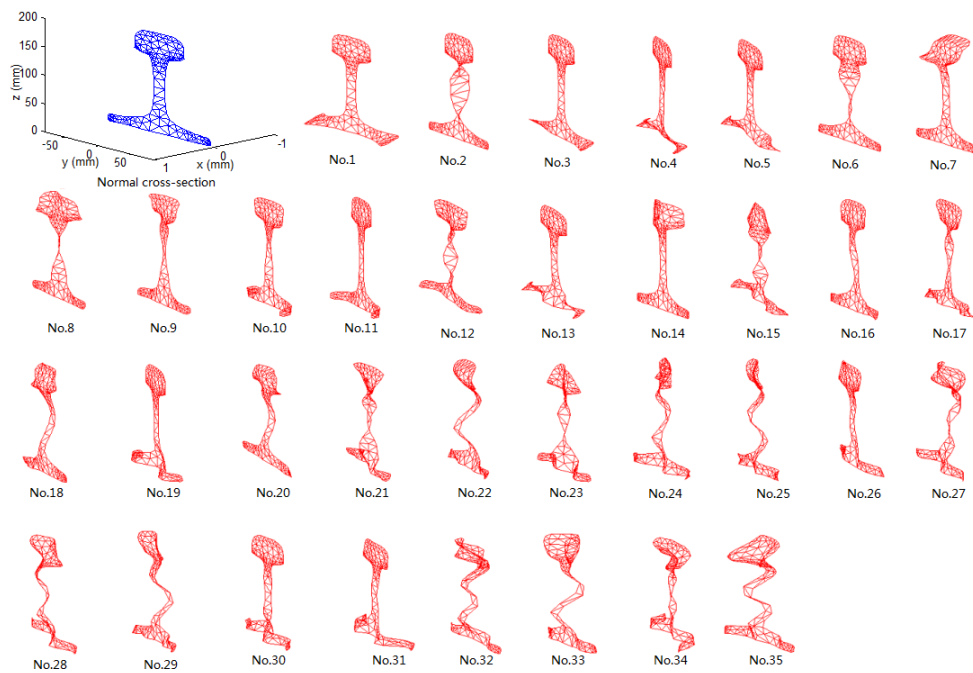 200
150
100
50
0
z (mm)
-50
0
50
y (mm)
1
0
-1
x (mm)
Normal cross-section
No.1
No.2
No.3
No.4
No.5
No.6
No.7
No.8
No.9
No.10
No.11
No.12
No.13
No.14
No.15
No.16
No.17
No.18
No.19
No.20
No.21
No.22
No.23
No.24
No.25
No.26
No.27
No.28
No.29
No.30
No.31
No.32
No.33
No.34
No.35